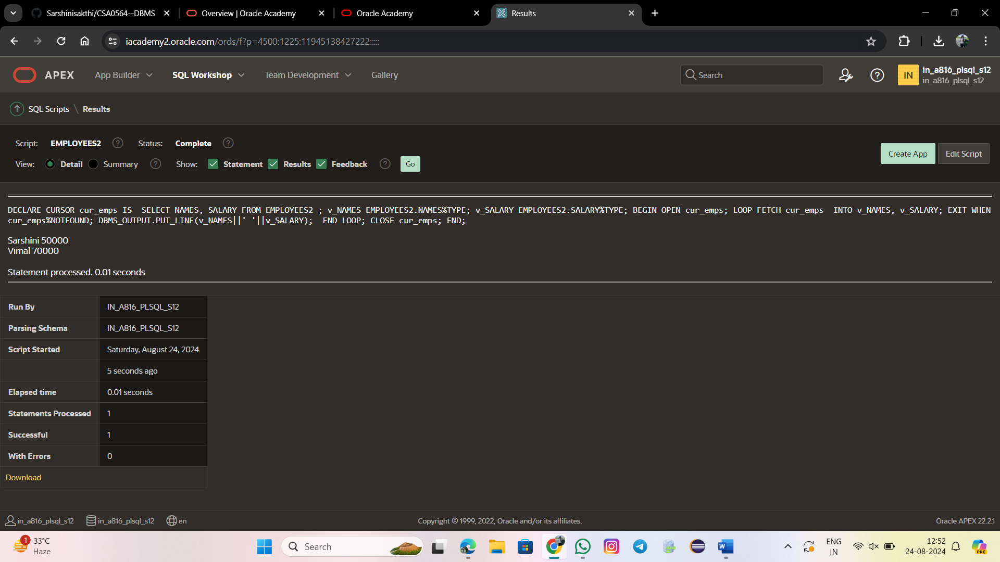 Sarshinisakthi/CSA0564--DBMS
Overview | Oracle Academy
Oracle Academy
Results
iacademy2.oracle.com/ords/f?p=4500:1225:11945138427222:::::
APEX
App Builder
SQL Workshop
Team Development
Gallery
Search
IN
in_a816_plsql_s12
in_a816_plsql_s12
SQL Scripts \ Results
Script: EMPLOYEES2 ? Status: Complete ?
View: Detail Summary ? Show: Statement Results Feedback ? Go
Create App
Edit Script
DECLARE CURSOR cur_emps IS  SELECT NAMES, SALARY FROM EMPLOYEES2 ; v_NAMES EMPLOYEES2.NAMES%TYPE; v_SALARY EMPLOYEES2.SALARY%TYPE; BEGIN OPEN cur_emps; LOOP FETCH cur_emps  INTO v_NAMES, v_SALARY; EXIT WHEN
cur_emps%NOTFOUND; DBMS_OUTPUT.PUT_LINE(v_NAMES||' '||v_SALARY);  END LOOP; CLOSE cur_emps; END;
Sarshini 50000
Vimal 70000
Statement processed. 0.01 seconds
Run By IN_A816_PLSQL_S12
Parsing Schema IN_A816_PLSQL_S12
Script Started Saturday, August 24, 2024
5 seconds ago
Elapsed time 0.01 seconds
Statements Processed 1
Successful 1
With Errors 0
Download
in_a816_plsql_s12
in_a816_plsql_s12
en
Copyright © 1999, 2022, Oracle and/or its affiliates.
Oracle APEX 22.2.1
1
33°C
Haze
Search
W
ENG
IN
12:52
24-08-2024
PRE